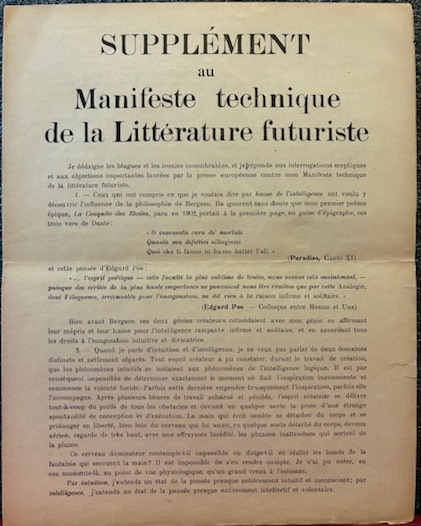 SUPPLÉMENT
au
Manifeste technique
de la Littérature futuriste
Je dédaigne les blagues et les ironies innombrables, et je réponds aux interrogations sceptiques
et aux objections importantes lancées par la presse européenne contre mon Manifeste technique
de la littérature futuriste.
1. — Ceux qui ont compris ce que je voulais dire par haine de l'intelligence ont voulu y
découvrir l'influence de la philosophie de Bergson. Ils ignorent sans doute que mon premier poème
épique, La Conquête des Etoiles, paru en 1902, portait à la première page, en guise d'épigraphe, ces
trois vers de Dante:
« O insensata cura de' mortali
Quanto son difettivi sillogismi
Quei che ti fanno in basso batter l'ali. »
(Paradiso, Canto XI)
et cette pensée d'Edgard Poe:
« ... l'esprit poétique — cette faculté la plus sublime de toutes, nous savons cela maintenant, —
puisque des vérités de la plus haute importance ne pouvaient nous être révélées que par cette Analogie,
dont l'éloquence, irrécusable pour l'imagination, ne dit rien à la raison infirme et solitaire. »
(Edgard Poe — Colloque entre Monos et Una)
Bien avant Bergson ces deux génies créateurs coïncidaient avec mon génie en affirmant
leur mépris et leur haine pour l'intelligence rampante infirme et solitaire, et en accordant tous
les droits à l'imagination intuitive et divinatrice.
2. — Quand je parle d'intuition et d'intelligence, je ne veux pas parler de deux domaines
distincts et nettement séparés. Tout esprit créateur a pu constater, durant le travail de création,
que les phénomènes intuitifs se mêlaient aux phénomènes de l'intelligence logique. Il est par
conséquent impossible de déterminer exactement le moment où finit l'inspiration inconsciente et
commence la volonté lucide. Parfois cette dernière engendre brusquement l'inspiration, parfois elle
l'accompagne. Après plusieurs heures de travail acharné et pénible, l'esprit créateur se délivre
tout-à-coup du poids de tous les obstacles et devient en quelque sorte la proie d'une étrange
spontanéité de conception et d'exécution. La main qui écrit semble se détacher du corps et se
prolonge en liberté, bien loin du cerveau qui lui aussi, en quelque sorte détaché du corps, devenu
aérien, regarde de très haut, avec une effrayante lucidité, les phrases inattendues qui sortent de
la plume.
Ce cerveau dominateur contemple-t-il impassible ou dirige-t-il en réalité les bonds de la
fantaisie qui secouent la main? Il est impossible de s'en rendre compte. Je n'ai pu noter, en
ces moments-là, au point de vue physiologique, qu'un grand creux à l'estomac.
Par intuition, j'entends un état de la pensée presque entièrement intuitif et inconscient; par
intelligence, j'entends un état de la pensée presque entièrement intellectif et volontaire.